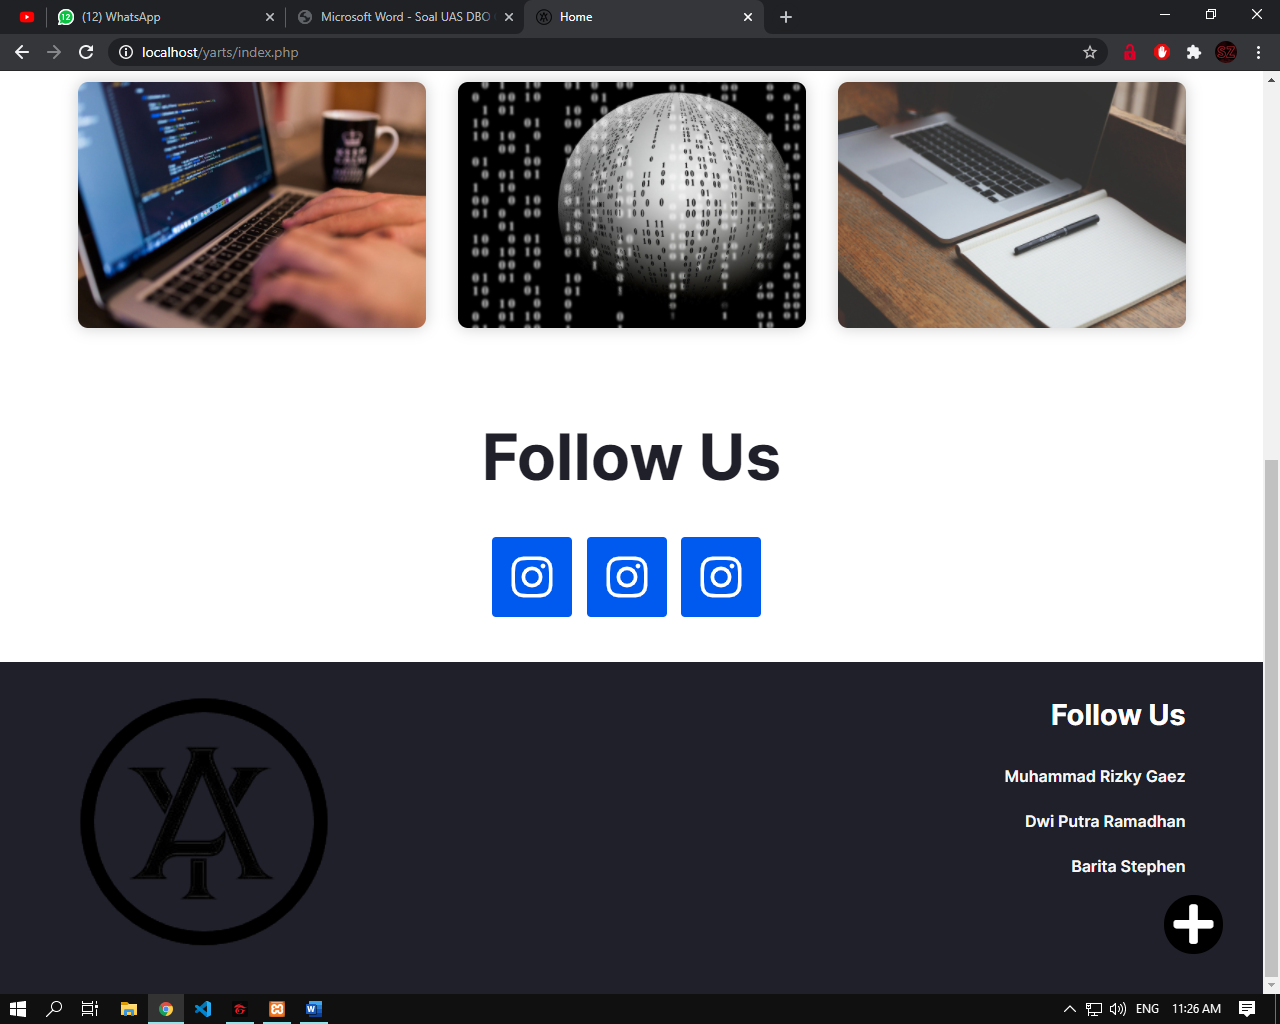 (12) WhatsApp
Microsoft Word - Soal UAS DBO
Home
localhost/yarts/index.php
Follow Us
Follow Us
Muhammad Rizky Gaez
Dwi Putra Ramadhan
Barita Stephen
ENG
11:26 AM